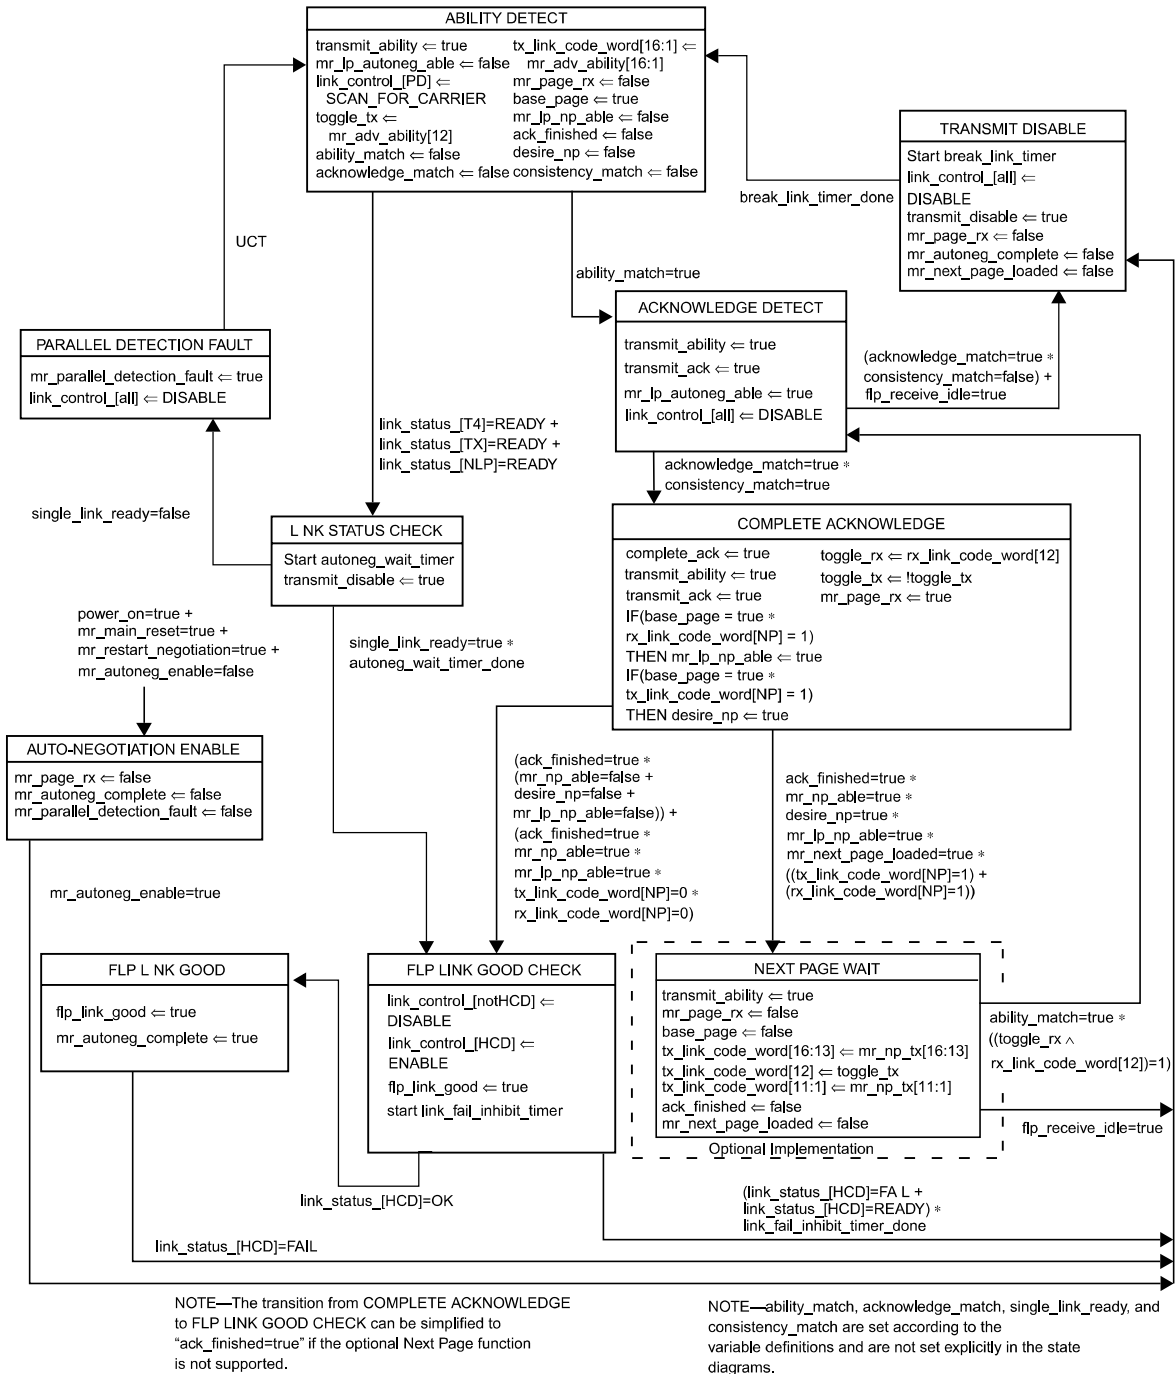 ABILITY DETECT
transmit_ability ⇐ true
mr_lp_autoneg_able ⇐ false
link_control_[PD] ⇐
SCAN_FOR_CARRIER
toggle_tx ⇐
mr_adv_ability[12]
ability_match ⇐ false
acknowledge_match ⇐ false
tx_link_code_word[16:1] ⇐
mr_adv_ability[16:1]
mr_page_rx ⇐ false
base_page ⇐ true
mr_lp_np_able ⇐ false
ack_finished ⇐ false
desire_np ⇐ false
consistency_match ⇐ false
TRANSMIT DISABLE
Start break_link_timer
link_control_[all] ⇐
DISABLE
transmit_disable ⇐ true
mr_page_rx ⇐ false
mr_autoneg_complete ⇐ false
mr_next_page_loaded ⇐ false
break_link_timer_done
UCT
ability_match=true
ACKNOWLEDGE DETECT
transmit_ability ⇐ true
transmit_ack ⇐ true
mr_lp_autoneg_able ⇐ true
link_control_[all] ⇐ DISABLE
PARALLEL DETECTION FAULT
mr_parallel_detection_fault ⇐ true
link_control_[all] ⇐ DISABLE
(acknowledge_match=true *
consistency_match=false) +
flp_receive_idle=true
link_status_[T4]=READY +
link_status_[TX]=READY +
link_status_[NLP]=READY
acknowledge_match=true *
consistency_match=true
single_link_ready=false
L NK STATUS CHECK
Start autoneg_wait_timer
transmit_disable ⇐ true
COMPLETE ACKNOWLEDGE
complete_ack ⇐ true
transmit_ability ⇐ true
transmit_ack ⇐ true
IF(base_page = true *
rx_link_code_word[NP] = 1)
THEN mr_lp_np_able ⇐ true
IF(base_page = true *
tx_link_code_word[NP] = 1)
THEN desire_np ⇐ true
toggle_rx ⇐ rx_link_code_word[12]
toggle_tx ⇐ !toggle_tx
mr_page_rx ⇐ true
power_on=true +
mr_main_reset=true +
mr_restart_negotiation=true +
mr_autoneg_enable=false
single_link_ready=true *
autoneg_wait_timer_done
AUTO-NEGOTIATION ENABLE
mr_page_rx ⇐ false
mr_autoneg_complete ⇐ false
mr_parallel_detection_fault ⇐ false
(ack_finished=true *
(mr_np_able=false +
desire_np=false +
mr_lp_np_able=false)) +
(ack_finished=true *
mr_np_able=true *
mr_lp_np_able=true *
tx_link_code_word[NP]=0 *
rx_link_code_word[NP]=0)
ack_finished=true *
mr_np_able=true *
desire_np=true *
mr_lp_np_able=true *
mr_next_page_loaded=true *
((tx_link_code_word[NP]=1) +
(rx_link_code_word[NP]=1))
mr_autoneg_enable=true
FLP L NK GOOD
flp_link_good ⇐ true
mr_autoneg_complete ⇐ true
FLP LINK GOOD CHECK
link_control_[notHCD] ⇐
DISABLE
link_control_[HCD] ⇐
ENABLE
flp_link_good ⇐ true
start link_fail_inhibit_timer
NEXT PAGE WAIT
transmit_ability ⇐ true
mr_page_rx ⇐ false
base_page ⇐ false
tx_link_code_word[16:13] ⇐ mr_np_tx[16:13]
tx_link_code_word[12] ⇐ toggle_tx
tx_link_code_word[11:1] ⇐ mr_np_tx[11:1]
ack_finished ⇐ false
mr_next_page_loaded ⇐ false
Optional Implementation
ability_match=true *
((toggle_rx ∧
rx_link_code_word[12])=1)
flp_receive_idle=true
link_status_[HCD]=OK
(link_status_[HCD]=FA L +
link_status_[HCD]=READY) *
link_fail_inhibit_timer_done
link_status_[HCD]=FAIL
NOTE—The transition from COMPLETE ACKNOWLEDGE
to FLP LINK GOOD CHECK can be simplified to
“ack_finished=true” if the optional Next Page function
is not supported.
NOTE—ability_match, acknowledge_match, single_link_ready, and
consistency_match are set according to the
variable definitions and are not set explicitly in the state
diagrams.